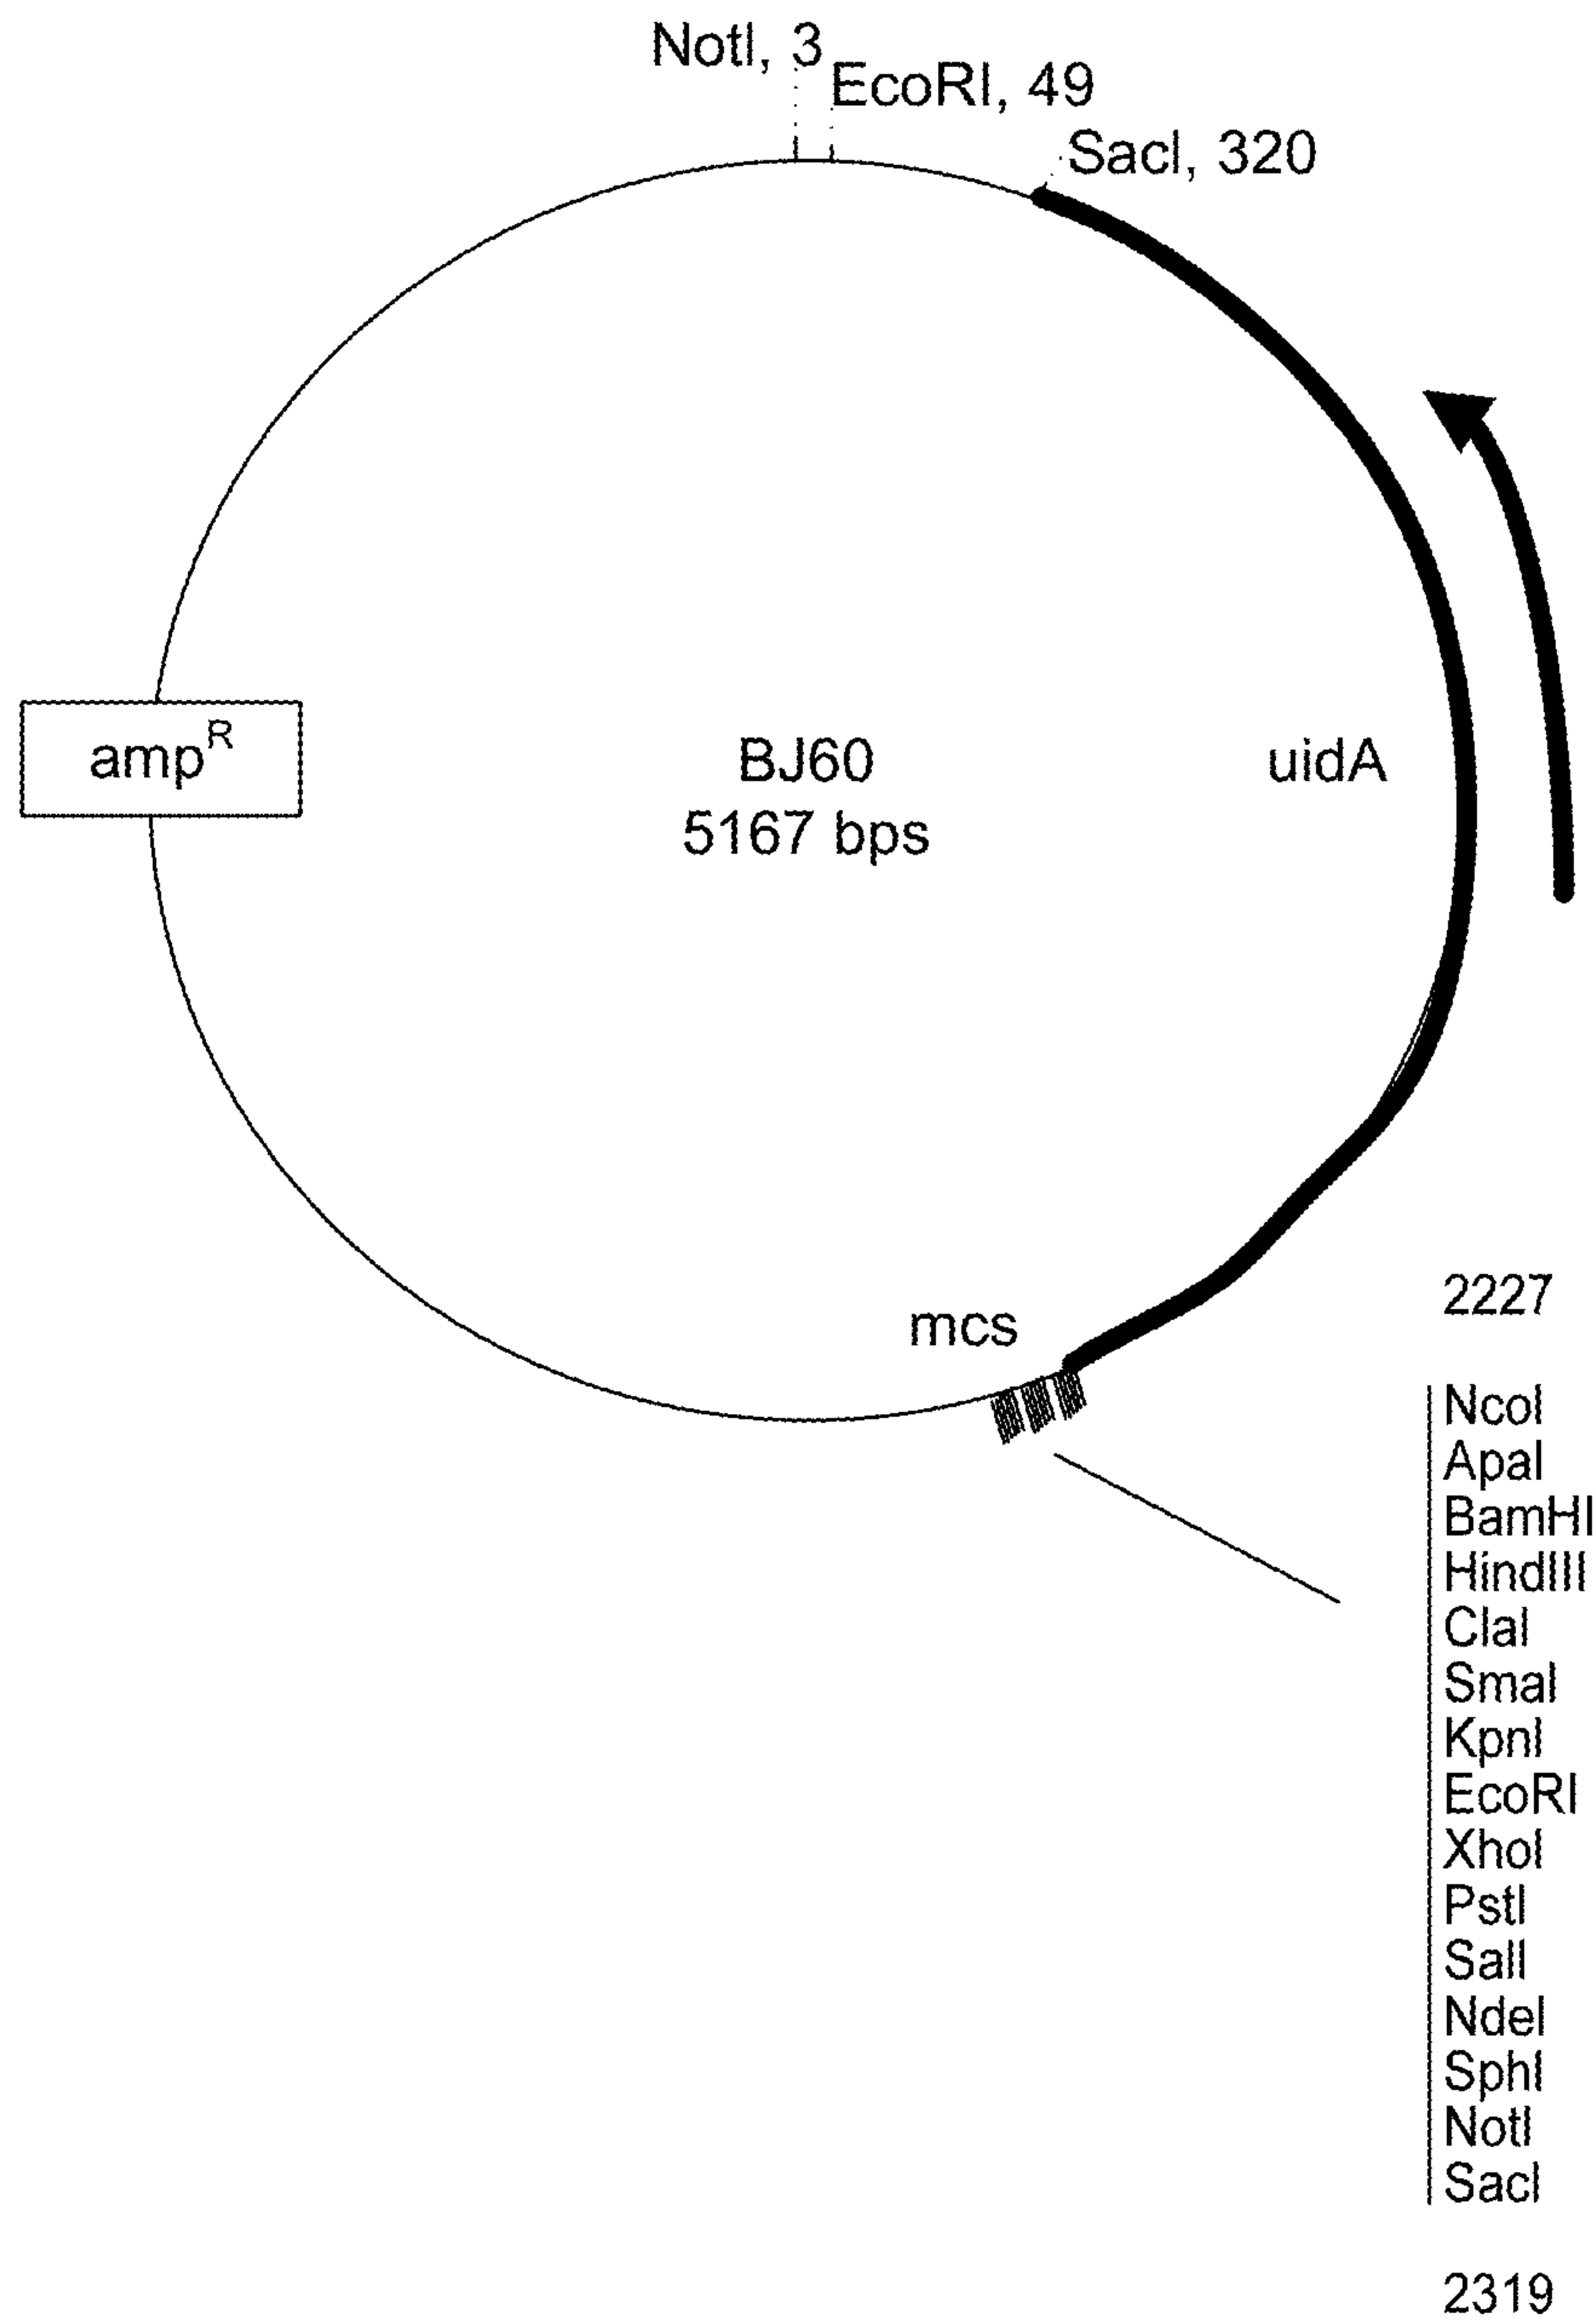 NotI, 3
EcoRI, 49
SacI, 320
amp^R
BJ60
5167 bps
uidA
mcs
2227
NcoI
ApaI
BamHI
HindIII
ClaI
SmaI
KpnI
EcoRI
XhoI
PstI
SalI
NdeI
SphI
NotI
SacI
2319